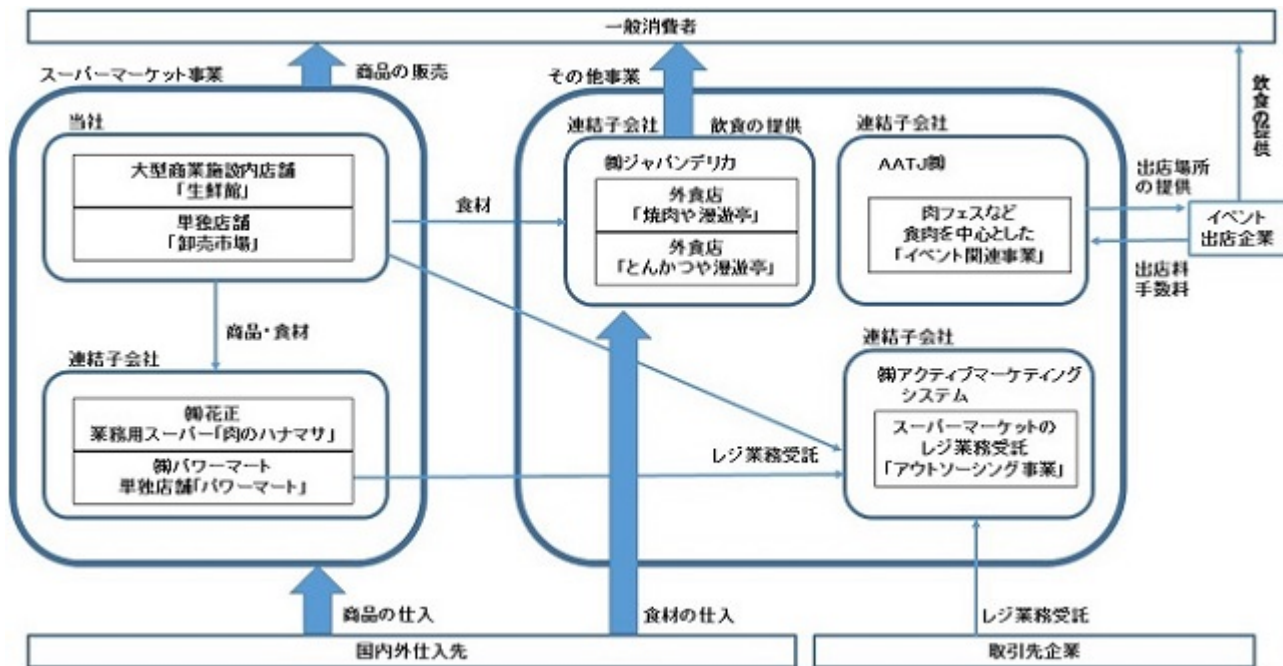 一般消費者
スーパーマーケット事業
商品の販売
その他事業
当社
大型商業施設内店舗
「生鮮館」
単独店舗
「卸売市場」
商品・食材
連結子会社
㈱花正
業務用スーパー「肉のハナマサ」
㈱パワーマート
単独店舗「パワーマート」
食材
連結子会社
飲食の提供
㈱ジャパンデリカ
外食店
「焼肉や漫遊亭」
外食店
「とんかつや漫遊亭」
連結子会社
AATJ㈱
肉フェスなど
食肉を中心とした
「イベント関連事業」
出店場所
の提供
飲食の提供
イベント
出店企業
出店料
手数料
連結子会社
㈱アクティブマーケティング
システム
スーパーマーケットの
レジ業務受託
「アウトソーシング事業」
レジ業務受託
商品の仕入
食材の仕入
レジ業務受託
国内外仕入先
取引先企業